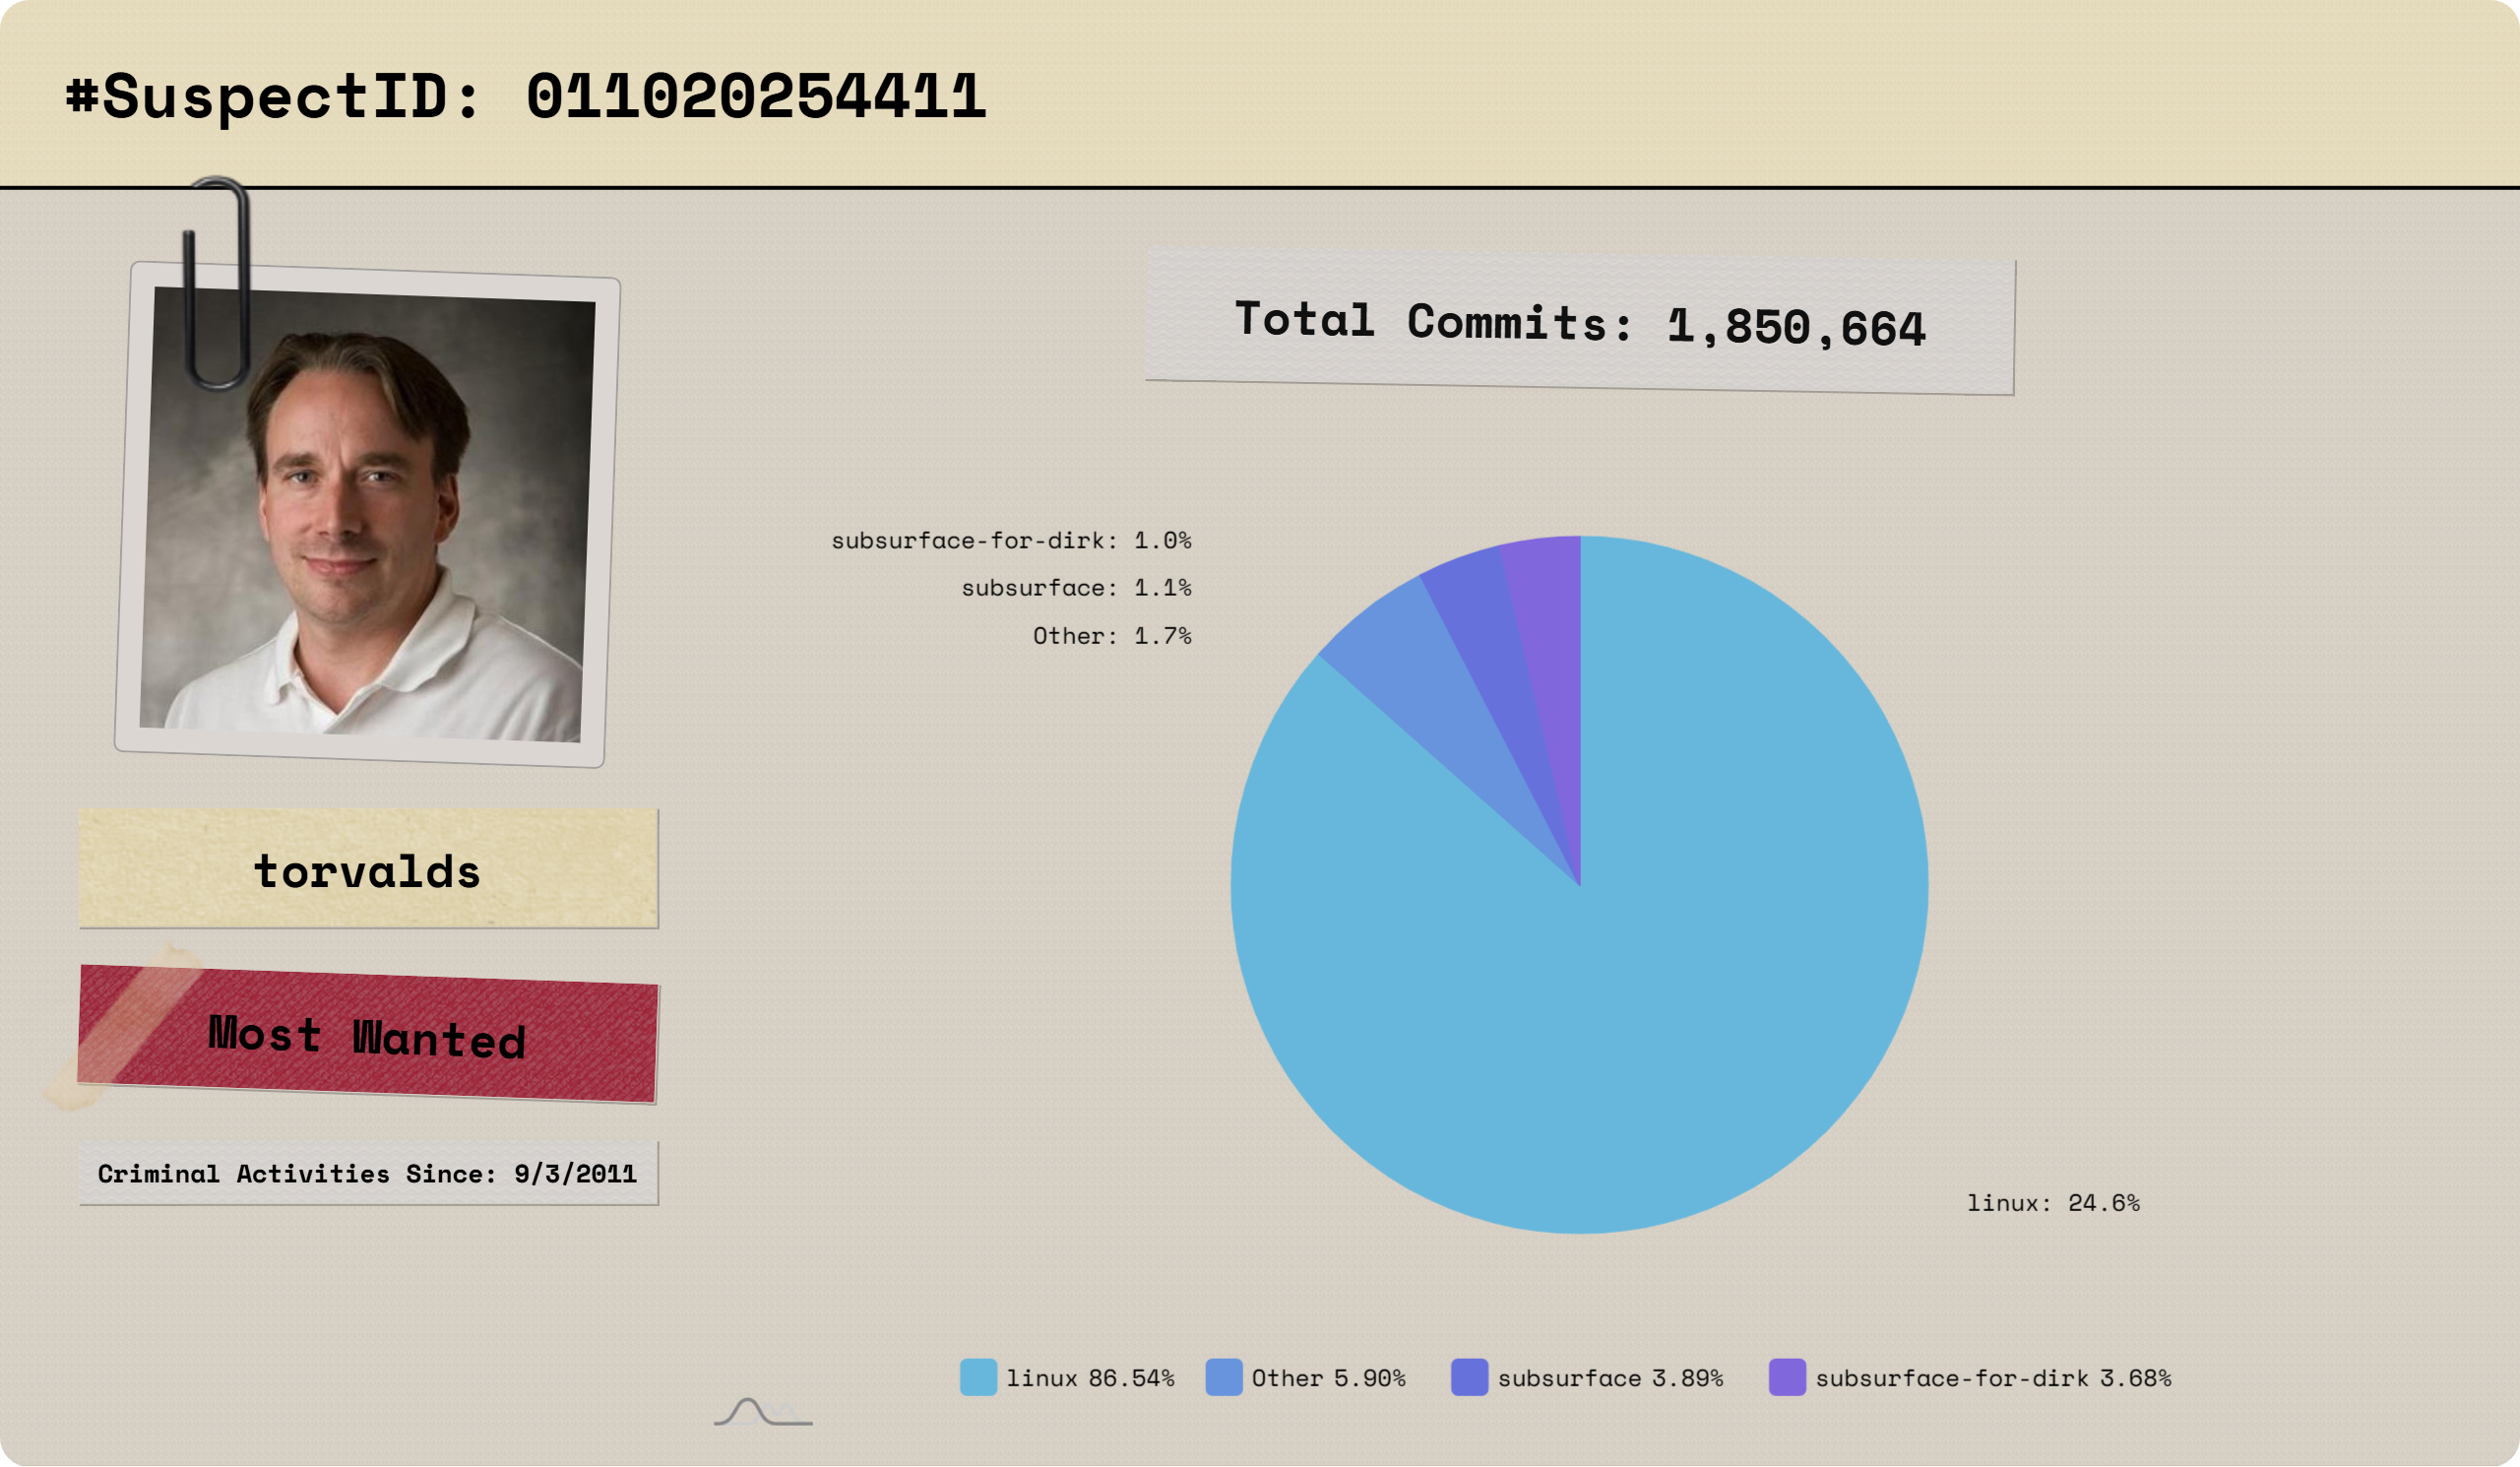 #SuspectID: 011020254411
Total Commits: 1,850,664
subsurface-for-dirk: 1.0%
subsurface: 1.1%
Other: 1.7%
torvalds
Most Wanted
Criminal Activities Since: 9/3/2011
linux: 24.6%
linux 86.54% Other 5.90% subsurface 3.89% subsurface-for-dirk 3.68%